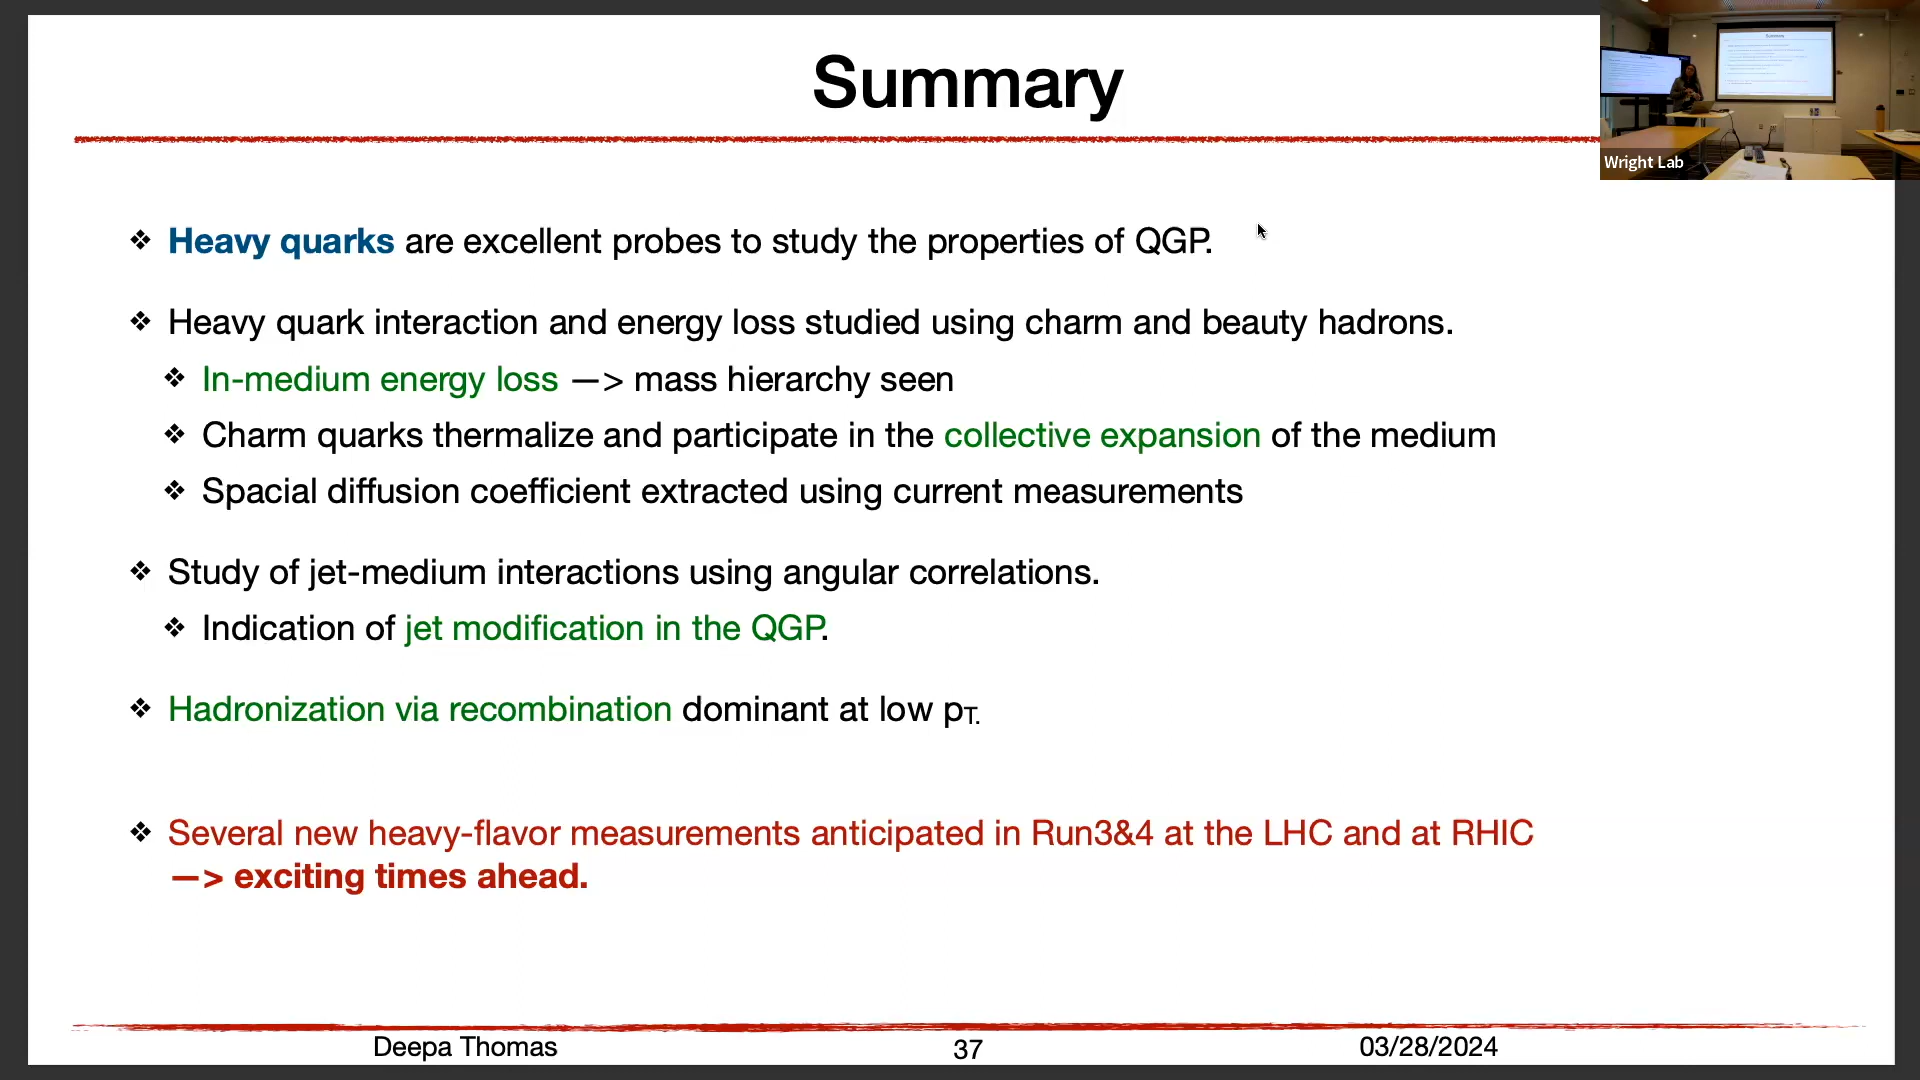 Summary
Wright Lab
❖ Heavy quarks are excellent probes to study the properties of QGP.
❖ Heavy quark interaction and energy loss studied using charm and beauty hadrons.
❖ In-medium energy loss —> mass hierarchy seen
❖ Charm quarks thermalize and participate in the collective expansion of the medium
❖ Spacial diffusion coefficient extracted using current measurements
❖ Study of jet-medium interactions using angular correlations.
❖ Indication of jet modification in the QGP.
❖ Hadronization via recombination dominant at low pT.
❖ Several new heavy-flavor measurements anticipated in Run3&4 at the LHC and at RHIC
—> exciting times ahead.
Deepa Thomas 37 03/28/2024